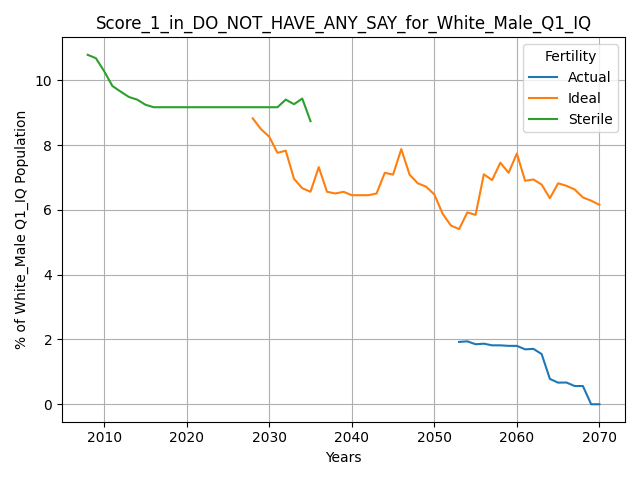 Score_1_in_DO_NOT_HAVE_ANY_SAY_for_White_Male_Q1_IQ
Fertility
Actual
Ideal
Sterile
% of White_Male Q1_IQ Population
10
8
6
4
2
0
2010 2020 2030 2040 2050 2060 2070
Years